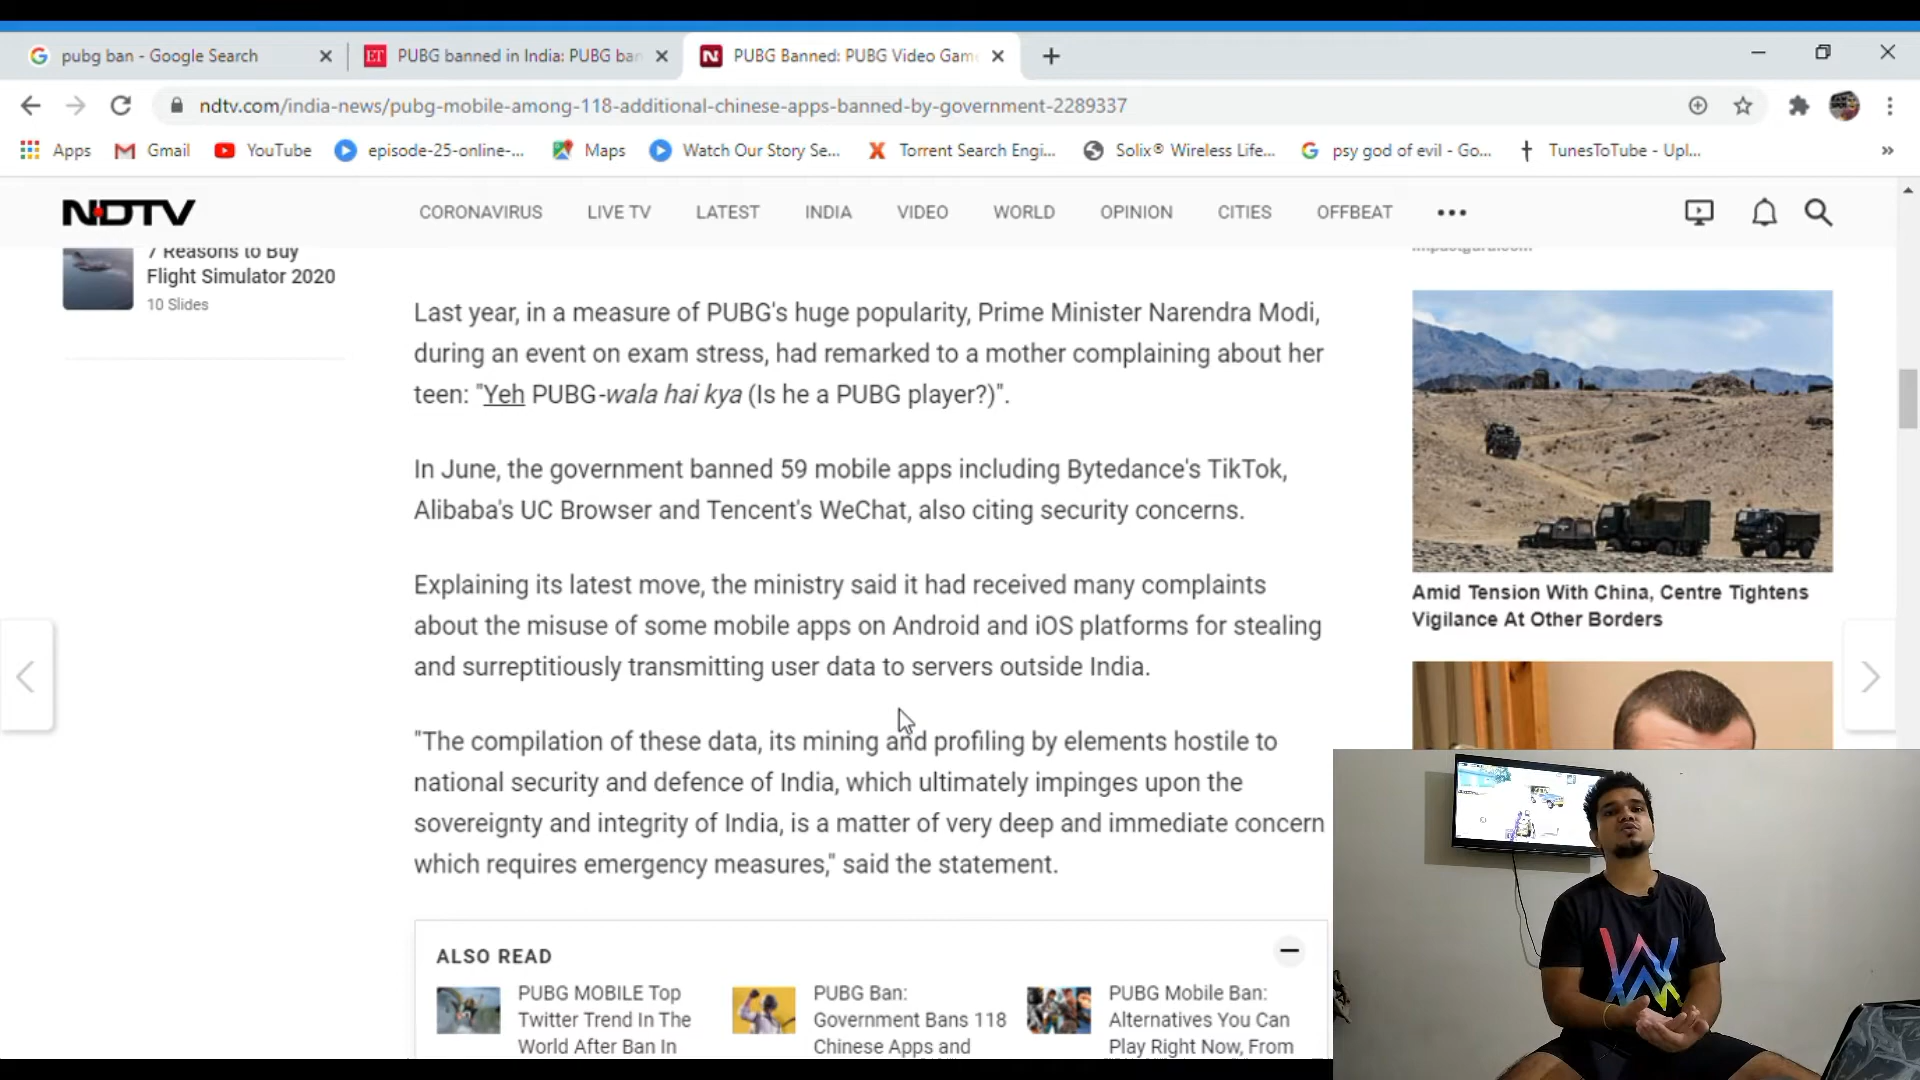 pubg ban - Google Search
PUBG banned in India: PUBG ban
PUBG Banned: PUBG Video Gam
ndtv.com/india-news/pubg-mobile-among-118-additional-chinese-apps-banned-by-government-2289337
Apps
Gmail
YouTube
episode-25-online-...
Maps
Watch Our Story Se...
Torrent Search Engi...
Solix® Wireless Life...
psy god of evil - Go...
TunesToTube - Upl...
NDTV
CORONAVIRUS
LIVE TV
LATEST
INDIA
VIDEO
WORLD
OPINION
CITIES
OFFBEAT
7 Reasons to Buy
Flight Simulator 2020
10 Slides
Last year, in a measure of PUBG's huge popularity, Prime Minister Narendra Modi,
during an event on exam stress, had remarked to a mother complaining about her
teen: "Yeh PUBG-wala hai kya (Is he a PUBG player?)".
In June, the government banned 59 mobile apps including Bytedance's TikTok,
Alibaba's UC Browser and Tencent's WeChat, also citing security concerns.
Explaining its latest move, the ministry said it had received many complaints
about the misuse of some mobile apps on Android and iOS platforms for stealing
and surreptitiously transmitting user data to servers outside India.
"The compilation of these data, its mining and profiling by elements hostile to
national security and defence of India, which ultimately impinges upon the
sovereignty and integrity of India, is a matter of very deep and immediate concern
which requires emergency measures," said the statement.
ALSO READ
PUBG MOBILE Top
Twitter Trend In The
World After Ban In
PUBG Ban:
Government Bans 118
Chinese Apps and
PUBG Mobile Ban:
Alternatives You Can
Play Right Now, From
Amid Tension With China, Centre Tightens
Vigilance At Other Borders